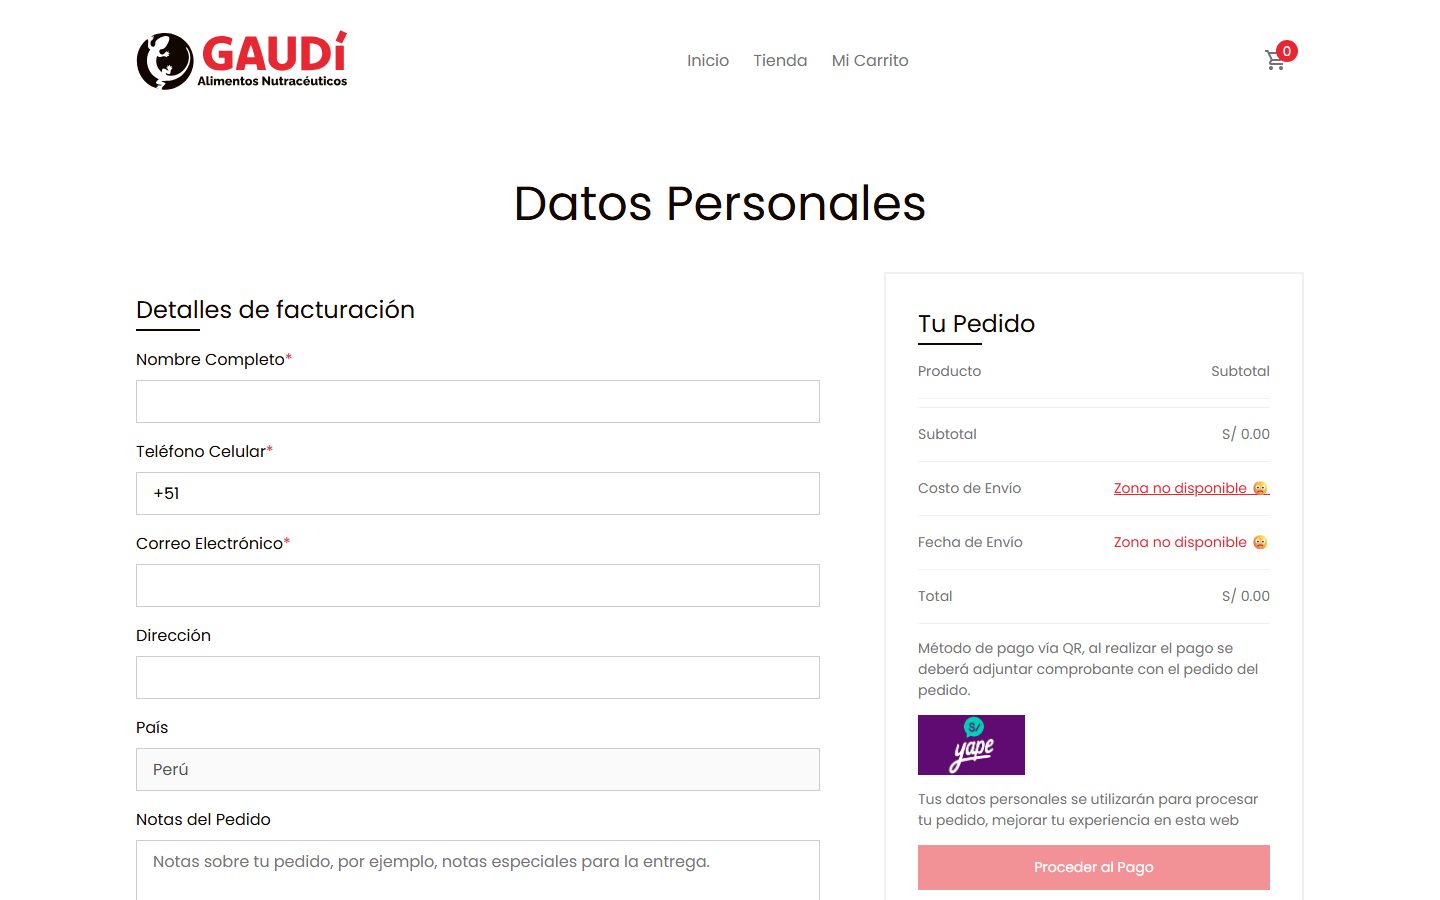 GAUDÍ
Alimentos Nutracéuticos
Inicio
Tienda
Mi Carrito
0
Datos Personales
Detalles de facturación
Nombre Completo*
Teléfono Celular*
+51
Correo Electrónico*
Dirección
País
Perú
Notas del Pedido
Notas sobre tu pedido, por ejemplo, notas especiales para la entrega.
Tu Pedido
Producto Subtotal
Subtotal S/ 0.00
Costo de Envío Zona no disponible
Fecha de Envío Zona no disponible
Total S/ 0.00
Método de pago vía QR, al realizar el pago se
deberá adjuntar comprobante con el pedido del
pedido.
S/
yape
Tus datos personales se utilizarán para procesar
tu pedido, mejorar tu experiencia en esta web
Proceder al Pago